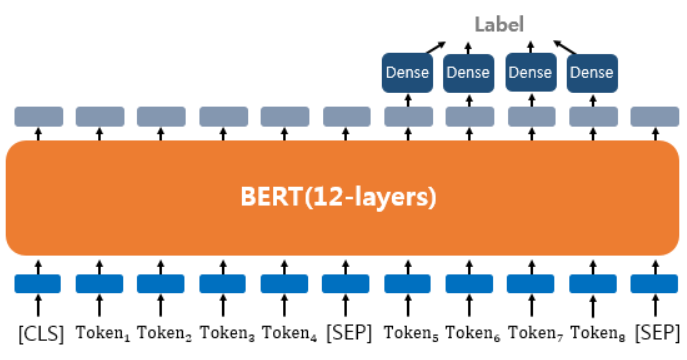 Label
Dense Dense Dense Dense
BERT(12-layers)
[CLS] Token₁ Token₂ Token₃ Token₄ [SEP] Token₅ Token₆ Token₇ Token₈ [SEP]